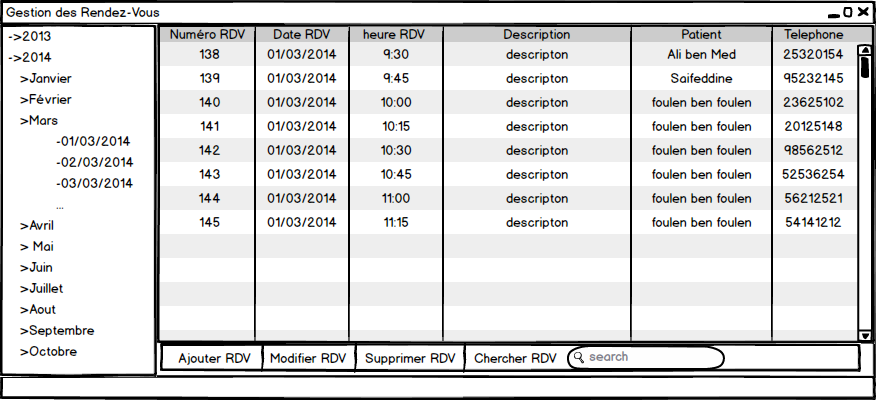 Gestion des Rendez-Vous
->2013
->2014
>Janvier
>Février
>Mars
-01/03/2014
-02/03/2014
-03/03/2014
...
>Avril
> Mai
>Juin
>Juillet
>Aout
>Septembre
>Octobre
Numéro RDV Date RDV heure RDV Description Patient Telephone
138 01/03/2014 9:30 descripton Ali ben Med 25320154
139 01/03/2014 9:45 descripton Saifeddine 95232145
140 01/03/2014 10:00 descripton foulen ben foulen 23625102
141 01/03/2014 10:15 descripton foulen ben foulen 20125148
142 01/03/2014 10:30 descripton foulen ben foulen 98562512
143 01/03/2014 10:45 descripton foulen ben foulen 52536254
144 01/03/2014 11:00 descripton foulen ben foulen 56212521
145 01/03/2014 11:15 descripton foulen ben foulen 54141212
Ajouter RDV Modifier RDV Supprimer RDV Chercher RDV search